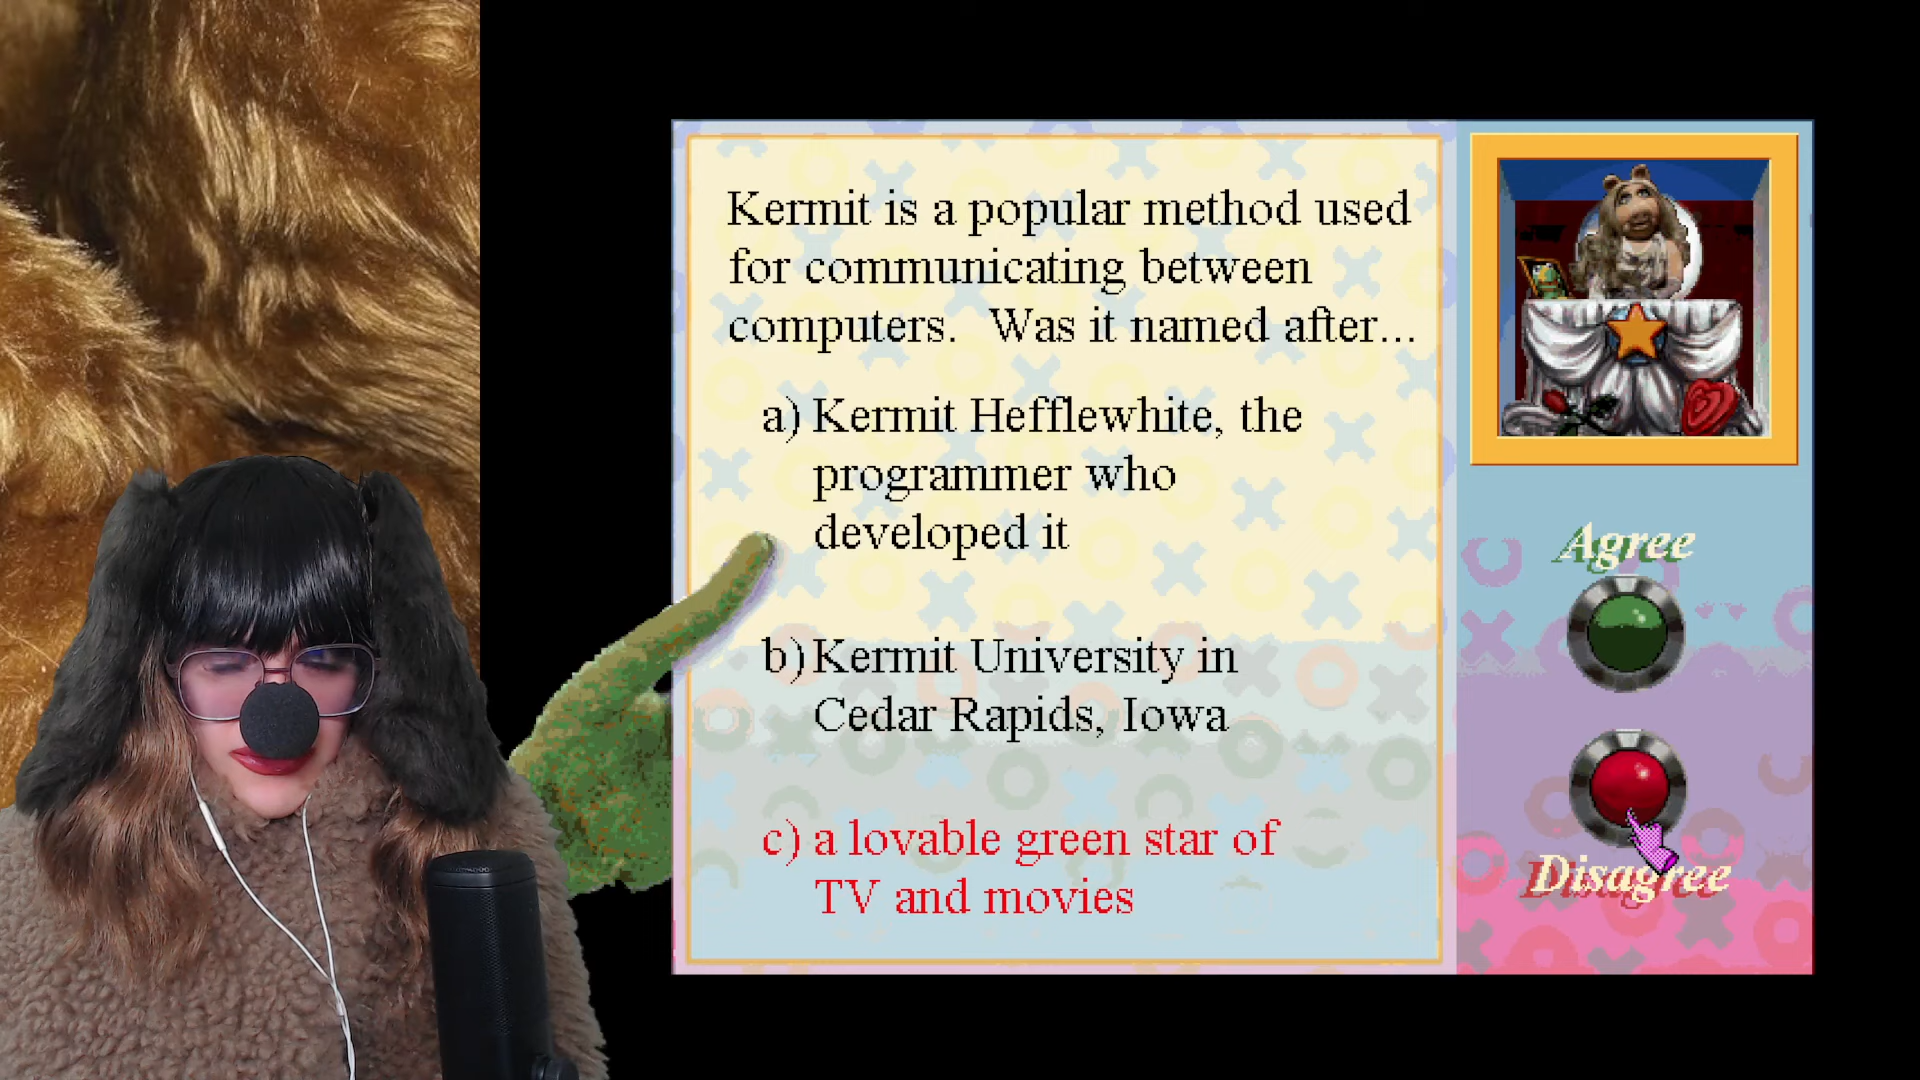 Kermit is a popular method used
for communicating between
computers. Was it named after...
a) Kermit Hefflewhite, the
programmer who
developed it
b) Kermit University in
Cedar Rapids, Iowa
c) a lovable green star of
TV and movies
Agree
Disagree